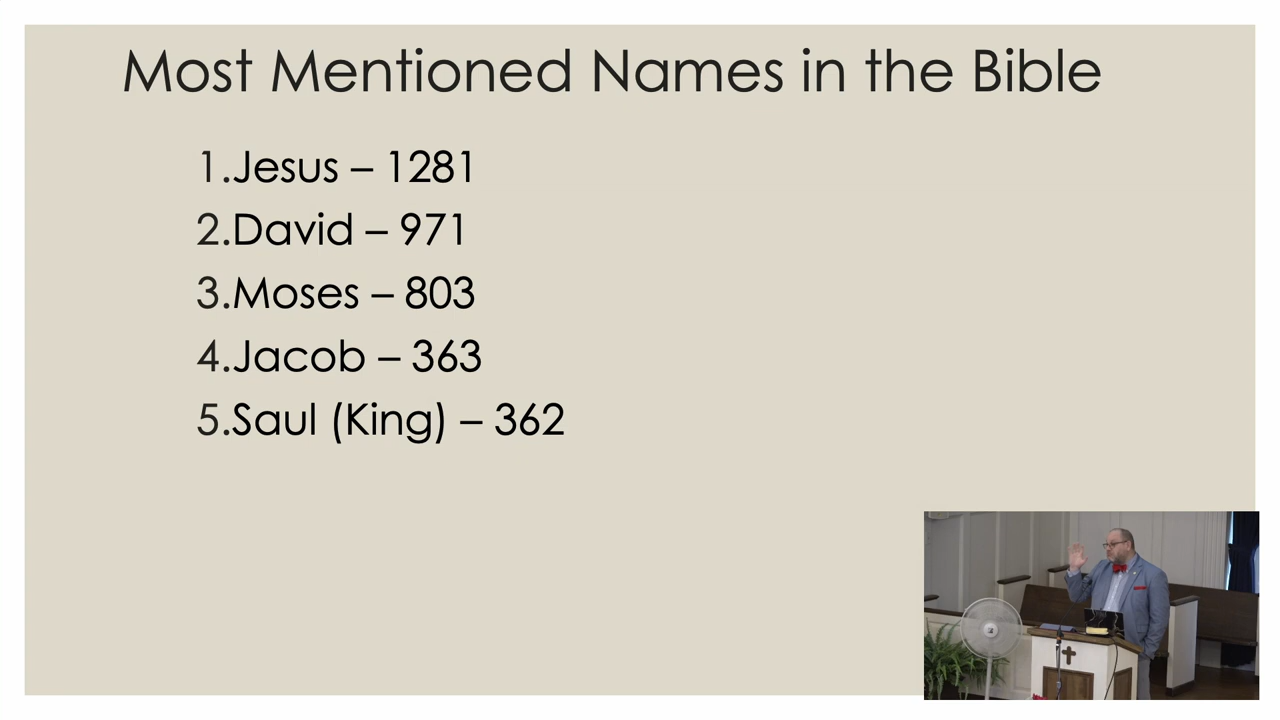 Most Mentioned Names in the Bible
1.Jesus – 1281
2.David – 971
3.Moses – 803
4.Jacob – 363
5.Saul (King) – 362